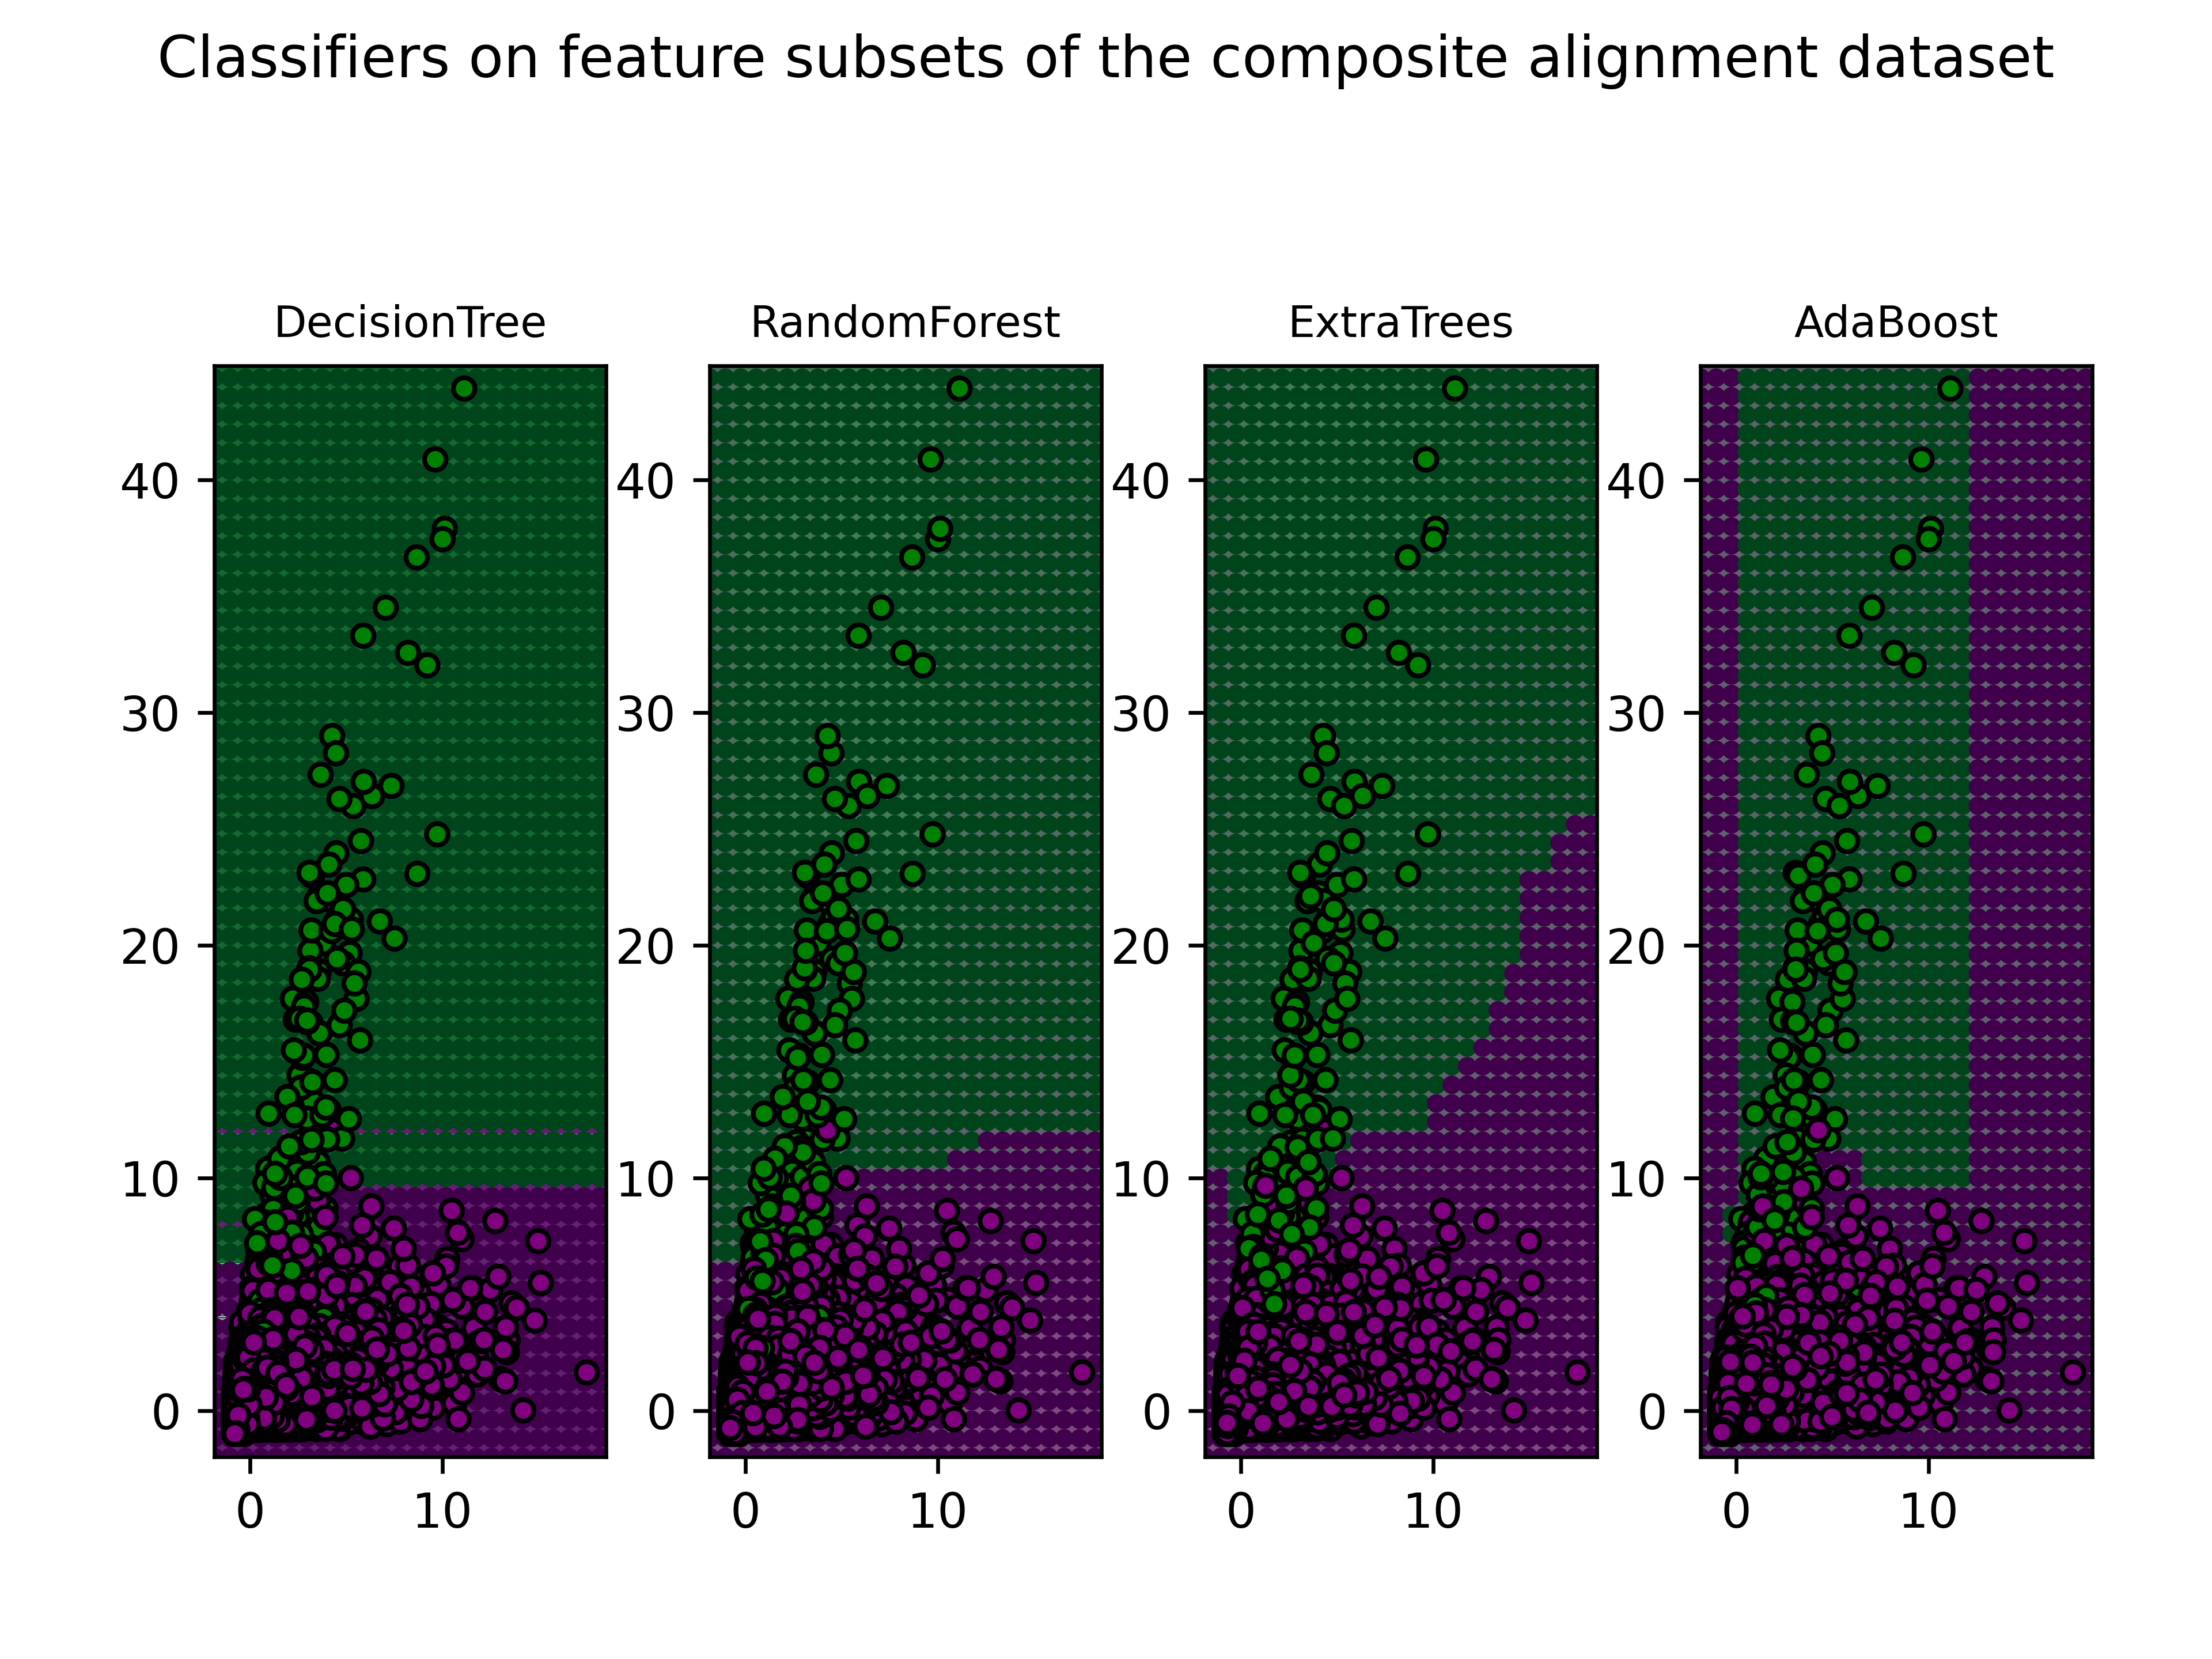 Classifiers on feature subsets of the composite alignment dataset
DecisionTree RandomForest ExtraTrees AdaBoost
40 40 40 40
30 30 30 30
20 20 20 20
10 10 10 10
0 0 0 0
0 10 0 10 0 10 0 10